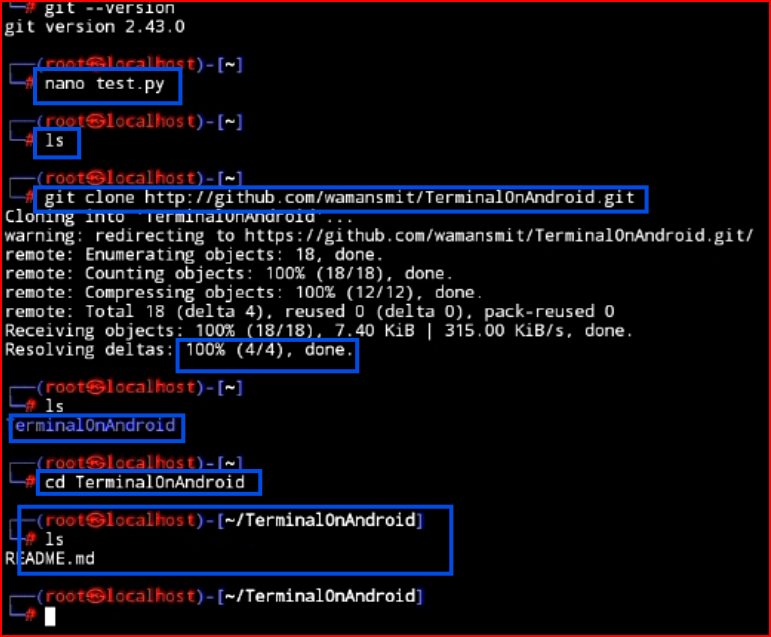 └─# git --version
git version 2.43.0
┌──(root㉿localhost)-[~]
└─# nano test.py
┌──(root㉿localhost)-[~]
└─# ls
┌──(root㉿localhost)-[~]
└─# git clone http://github.com/wamansmit/TerminalOnAndroid.git
Cloning into 'TerminalOnAndroid'...
warning: redirecting to https://github.com/wamansmit/TerminalOnAndroid.git/
remote: Enumerating objects: 18, done.
remote: Counting objects: 100% (18/18), done.
remote: Compressing objects: 100% (12/12), done.
remote: Total 18 (delta 4), reused 0 (delta 0), pack-reused 0
Receiving objects: 100% (18/18), 7.40 KiB | 315.00 KiB/s, done.
Resolving deltas: 100% (4/4), done.
┌──(root㉿localhost)-[~]
└─# ls
TerminalOnAndroid
┌──(root㉿localhost)-[~]
└─# cd TerminalOnAndroid
┌──(root㉿localhost)-[~/TerminalOnAndroid]
└─# ls
README.md
┌──(root㉿localhost)-[~/TerminalOnAndroid]
└─#